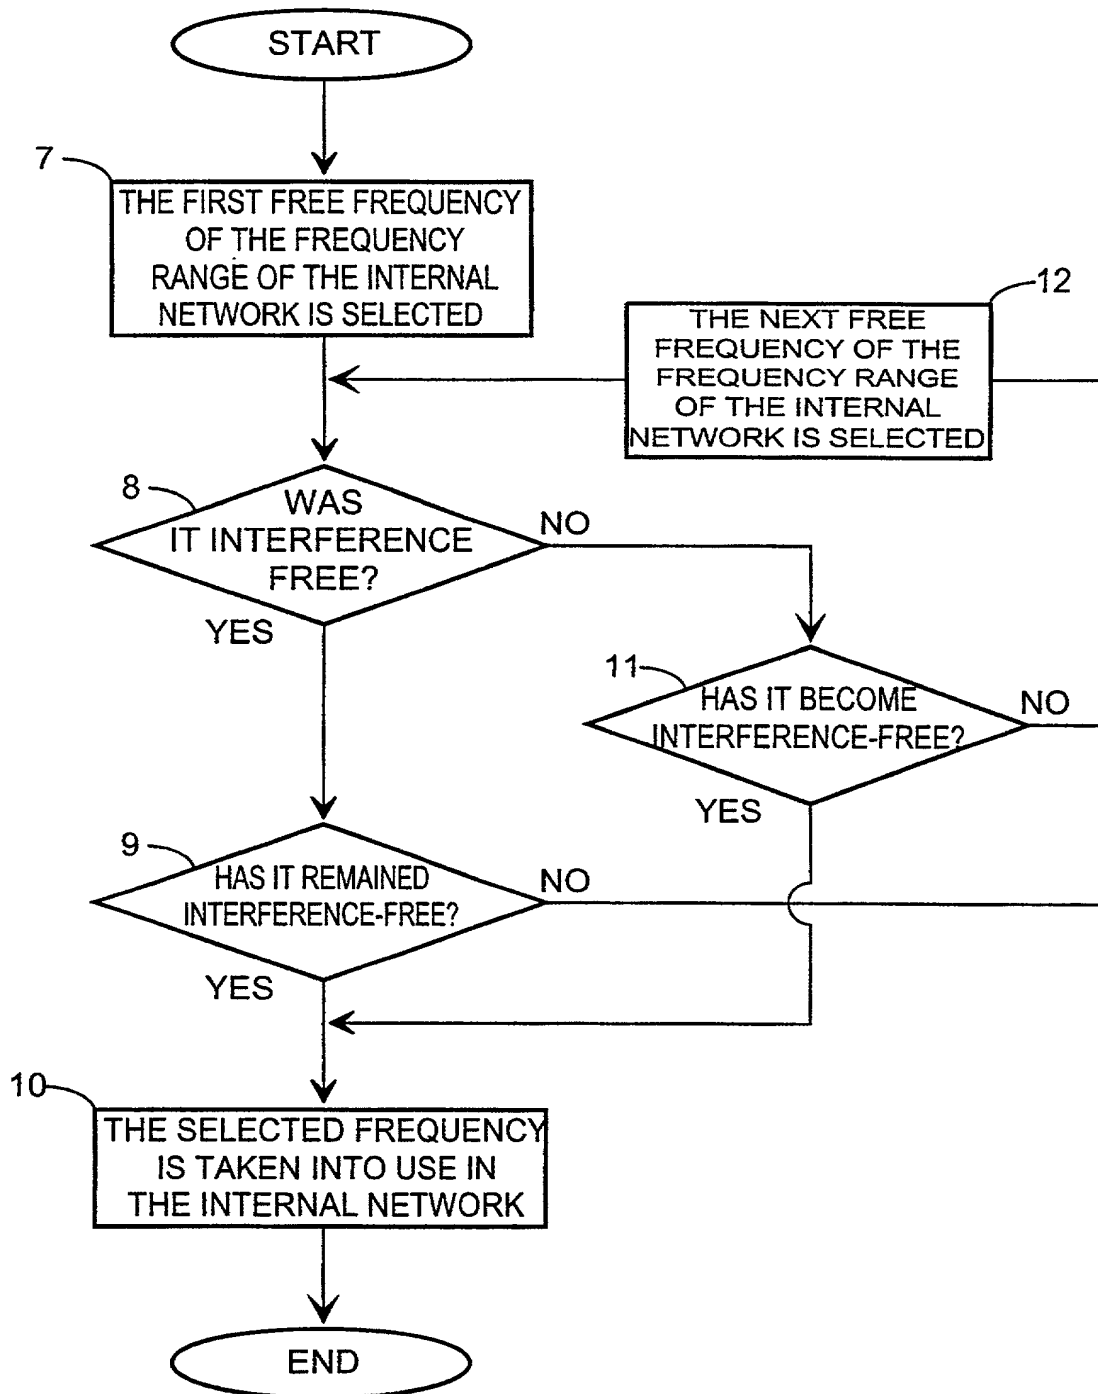 START
7
THE FIRST FREE FREQUENCY
OF THE FREQUENCY
RANGE OF THE INTERNAL
NETWORK IS SELECTED
12
THE NEXT FREE
FREQUENCY OF THE
FREQUENCY RANGE
OF THE INTERNAL
NETWORK IS SELECTED
8
WAS
IT INTERFERENCE
FREE?
NO
YES
11
HAS IT BECOME
INTERFERENCE-FREE?
NO
YES
9
HAS IT REMAINED
INTERFERENCE-FREE?
NO
YES
10
THE SELECTED FREQUENCY
IS TAKEN INTO USE IN
THE INTERNAL NETWORK
END